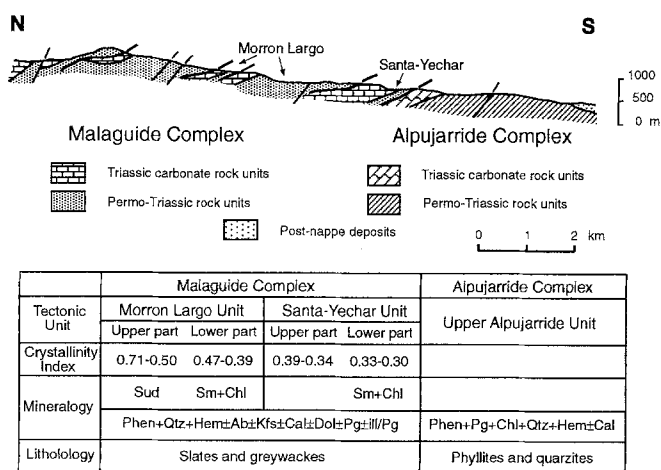 N
S
Morron Largo
Santa-Yechar
1000
500
0 m
Malaguide Complex
Alpujarride Complex
Triassic carbonate rock units
Triassic carbonate rock units
Permo-Triassic rock units
Permo-Triassic rock units
Post-nappe deposits
0 1 2 km
Malaguide Complex Alpujarride Complex
Tectonic Unit Morron Largo Unit Santa-Yechar Unit Upper Alpujarride Unit
Upper part Lower part Upper part Lower part
Crystallinity Index 0.71-0.50 0.47-0.39 0.39-0.34 0.33-0.30
Mineralogy Sud Sm+Chl Sm+Chl
Phen+Qtz+Hem±Ab±Kfs±Cal±Dol±Pg±ill/Pg Phen+Pg+Chl+Qtz+Hem±Cal
Litholology Slates and greywackes Phyllites and quarzites